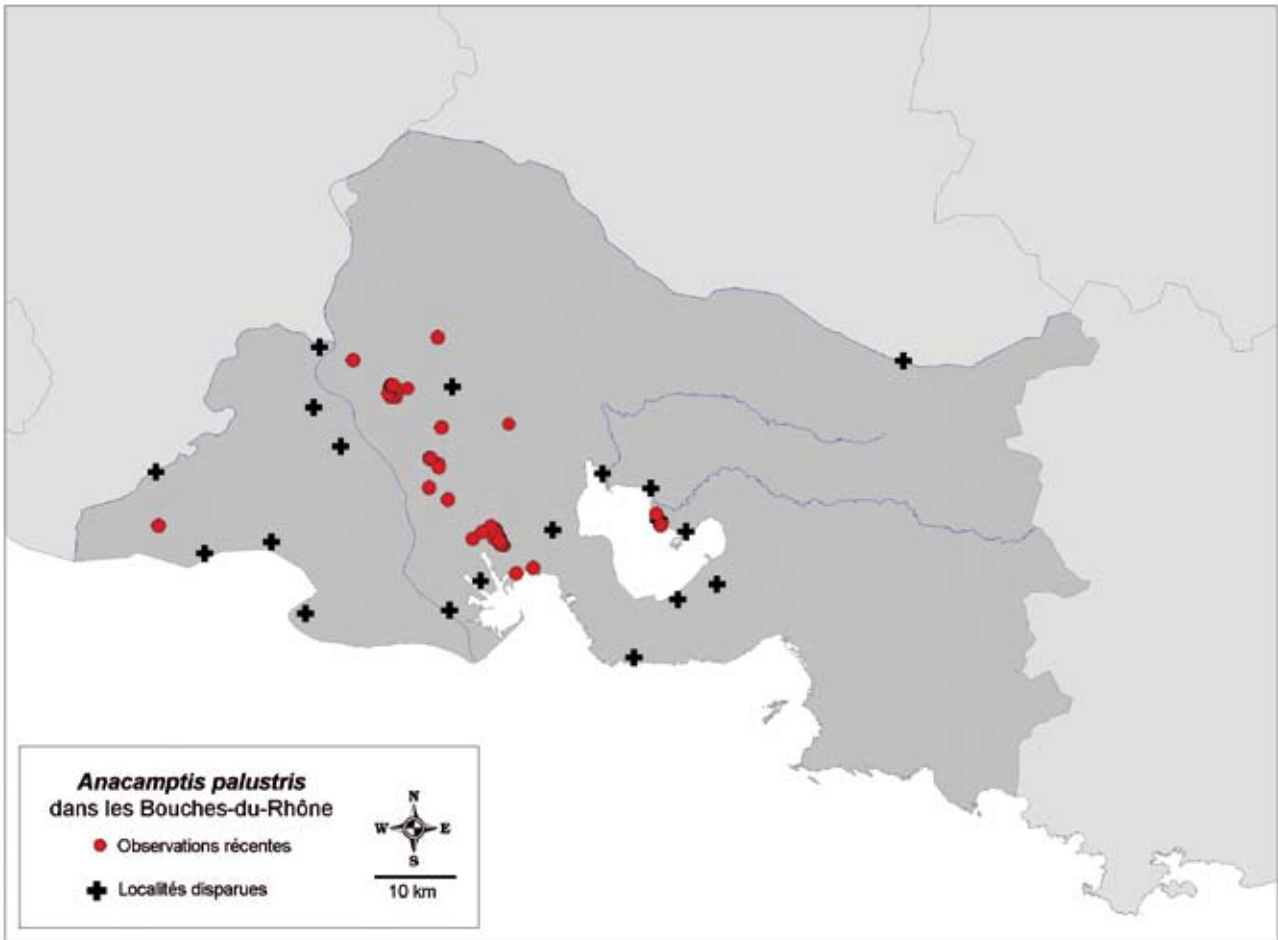 Anacamptis palustris
dans les Bouches-du-Rhône
Observations récentes
Localités disparues
N
W E
S
10 km